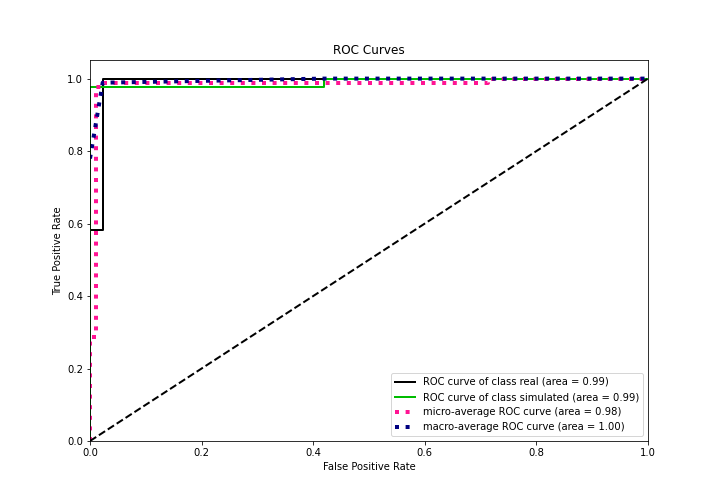 ROC Curves
True Positive Rate
1.0
0.8
0.6
0.4
0.2
0.0
0.0 0.2 0.4 0.6 0.8 1.0
False Positive Rate
ROC curve of class real (area = 0.99)
ROC curve of class simulated (area = 0.99)
micro-average ROC curve (area = 0.98)
macro-average ROC curve (area = 1.00)